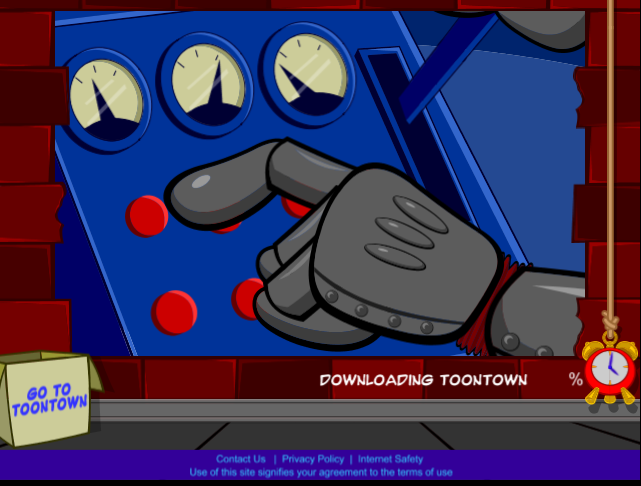 DOWNLOADING TOONTOWN %
GO TO
TOONTOWN
Contact Us | Privacy Policy | Internet Safety
Use of this site signifies your agreement to the terms of use